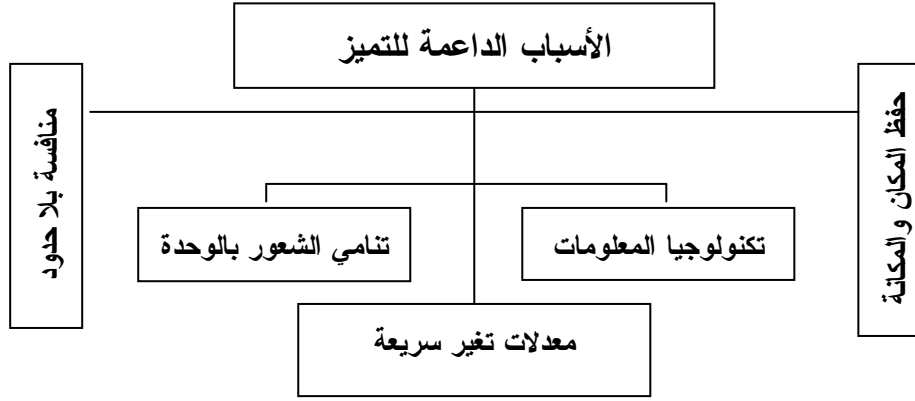 الأسباب الداعمة للتميز
حفظ المكان والمكانة
منافسة بلا حدود
تكنولوجيا المعلومات
تنامي الشعور بالوحدة
معدلات تغير سريعة